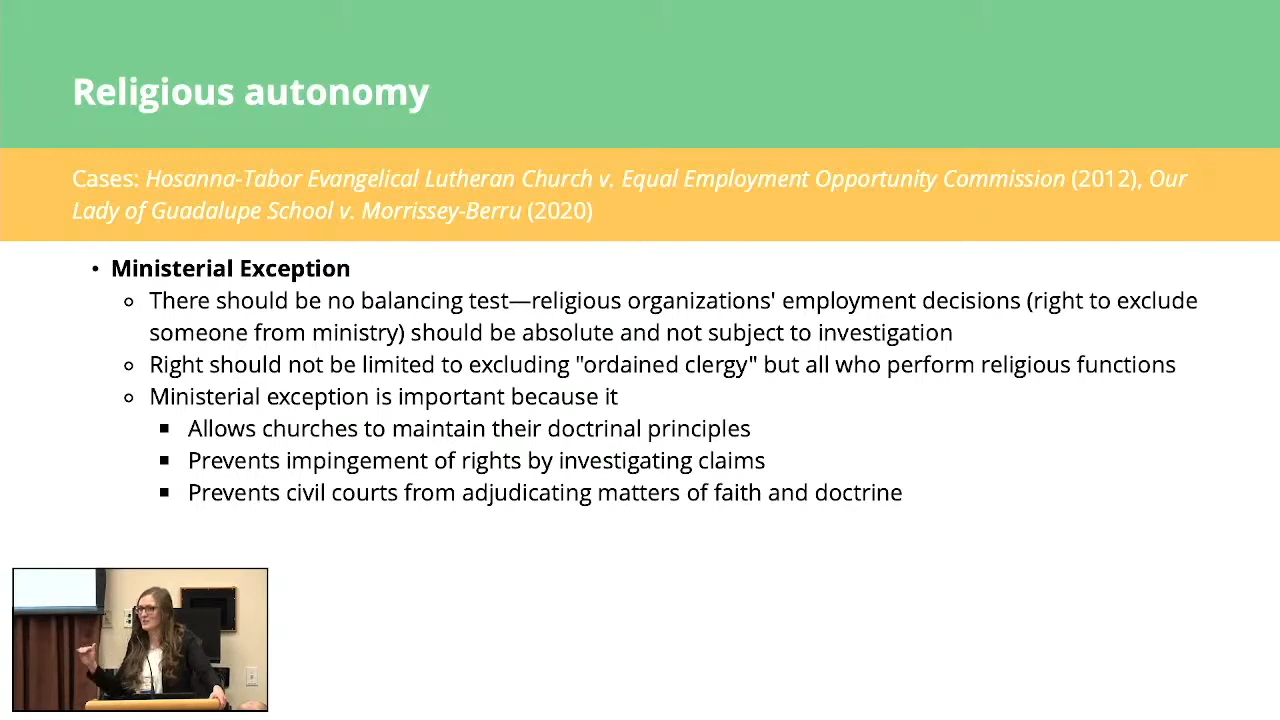 Religious autonomy
Cases: Hosanna-Tabor Evangelical Lutheran Church v. Equal Employment Opportunity Commission (2012), Our
Lady of Guadalupe School v. Morrissey-Berru (2020)
• Ministerial Exception
◦ There should be no balancing test—religious organizations' employment decisions (right to exclude
someone from ministry) should be absolute and not subject to investigation
◦ Right should not be limited to excluding "ordained clergy" but all who perform religious functions
◦ Ministerial exception is important because it
▪ Allows churches to maintain their doctrinal principles
▪ Prevents impingement of rights by investigating claims
▪ Prevents civil courts from adjudicating matters of faith and doctrine